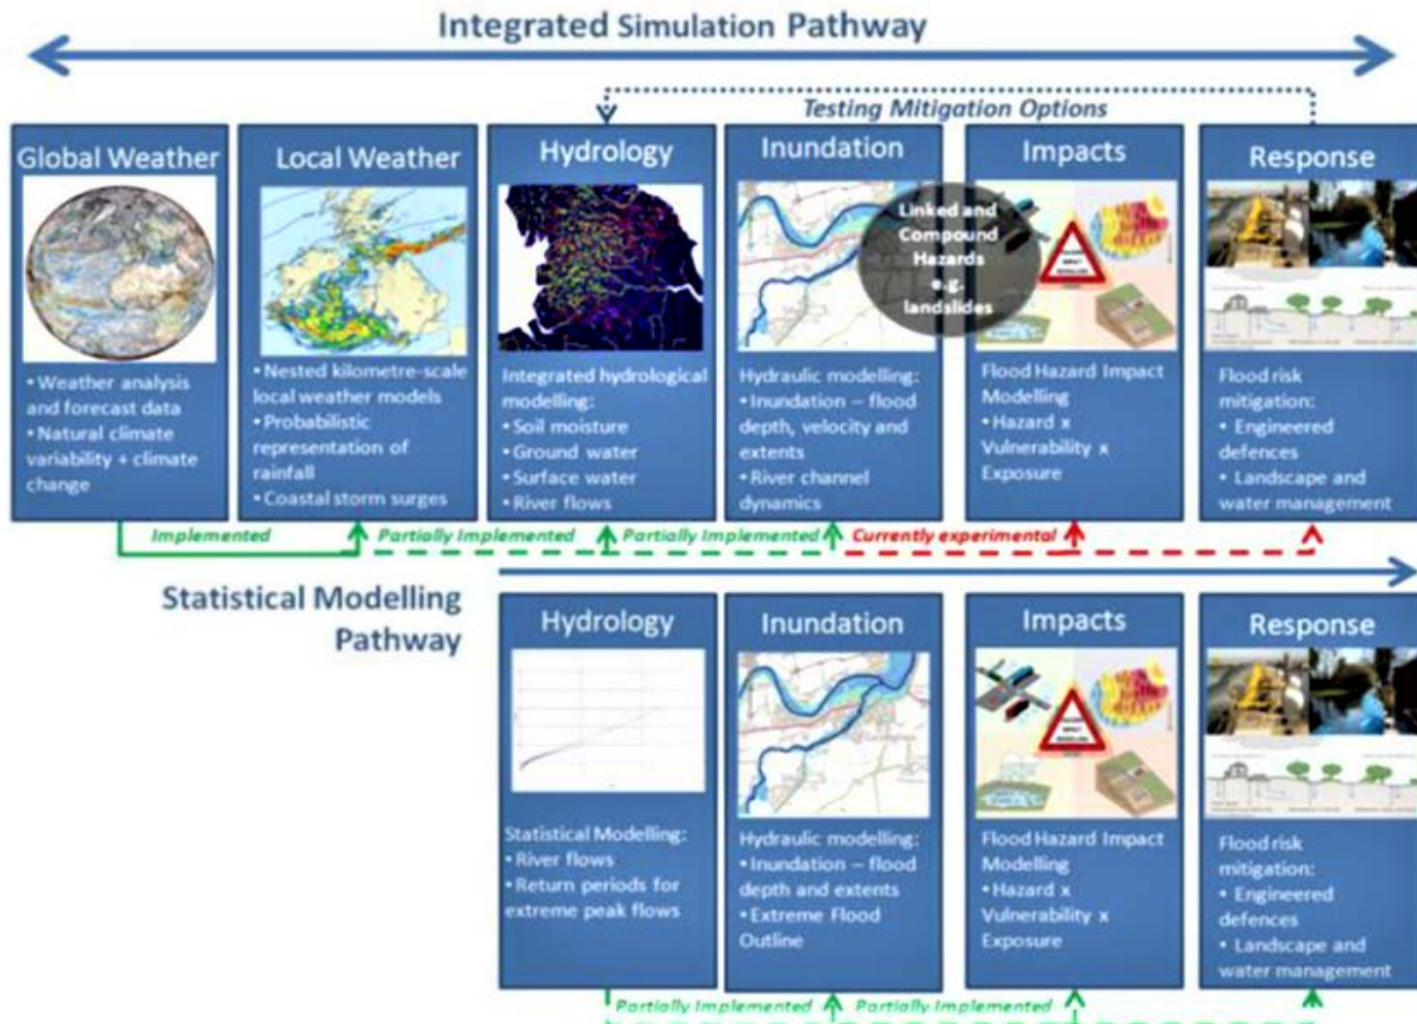 Integrated Simulation Pathway
Testing Mitigation Options
Global Weather
• Weather analysis
and forecast data
• Natural climate
variability + climate
change
Local Weather
• Nested kilometre-scale
local weather models
• Probabilistic
representation of
rainfall
• Coastal storm surges
Hydrology
Integrated hydrological
modelling:
• Soil moisture
• Ground water
• Surface water
• River flows
Inundation
Hydraulic modelling:
• Inundation – flood
depth, velocity and
extents
• River channel
dynamics
Linked and
Compound
Hazards
e.g.
landslides
Impacts
Flood Hazard Impact
Modelling
• Hazard x
Vulnerability x
Exposure
Response
Flood risk
mitigation:
• Engineered
defences
• Landscape and
water management
Implemented
Partially Implemented
Partially Implemented
Currently experimental
Statistical Modelling
Pathway
Hydrology
Statistical Modelling:
• River flows
• Return periods for
extreme peak flows
Inundation
Hydraulic modelling:
• Inundation – flood
depth and extents
• Extreme Flood
Outline
Impacts
Flood Hazard Impact
Modelling
• Hazard x
Vulnerability x
Exposure
Response
Flood risk
mitigation:
• Engineered
defences
• Landscape and
water management
Partially Implemented
Partially Implemented